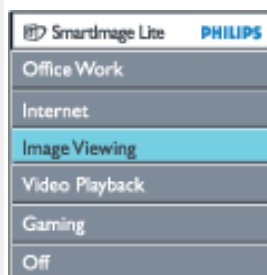 SmartImage Lite PHILIPS
Office Work
Internet
Image Viewing
Video Playback
Gaming
Off